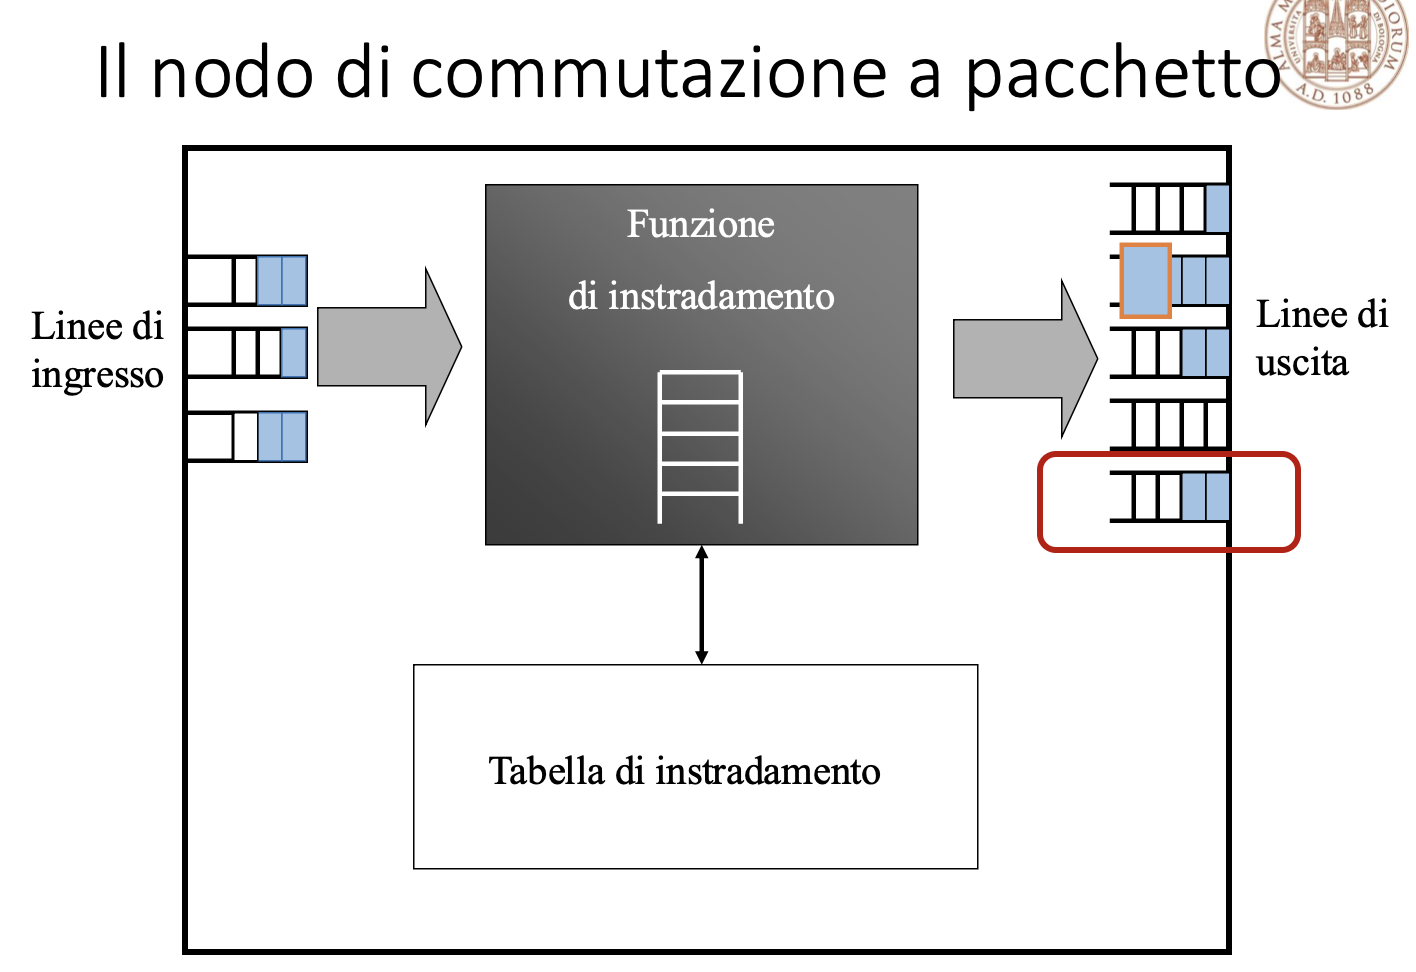 Il nodo di commutazione a pacchetto
A.D. 1088
Funzione
di instradamento
Linee di
ingresso
Linee di
uscita
Tabella di instradamento